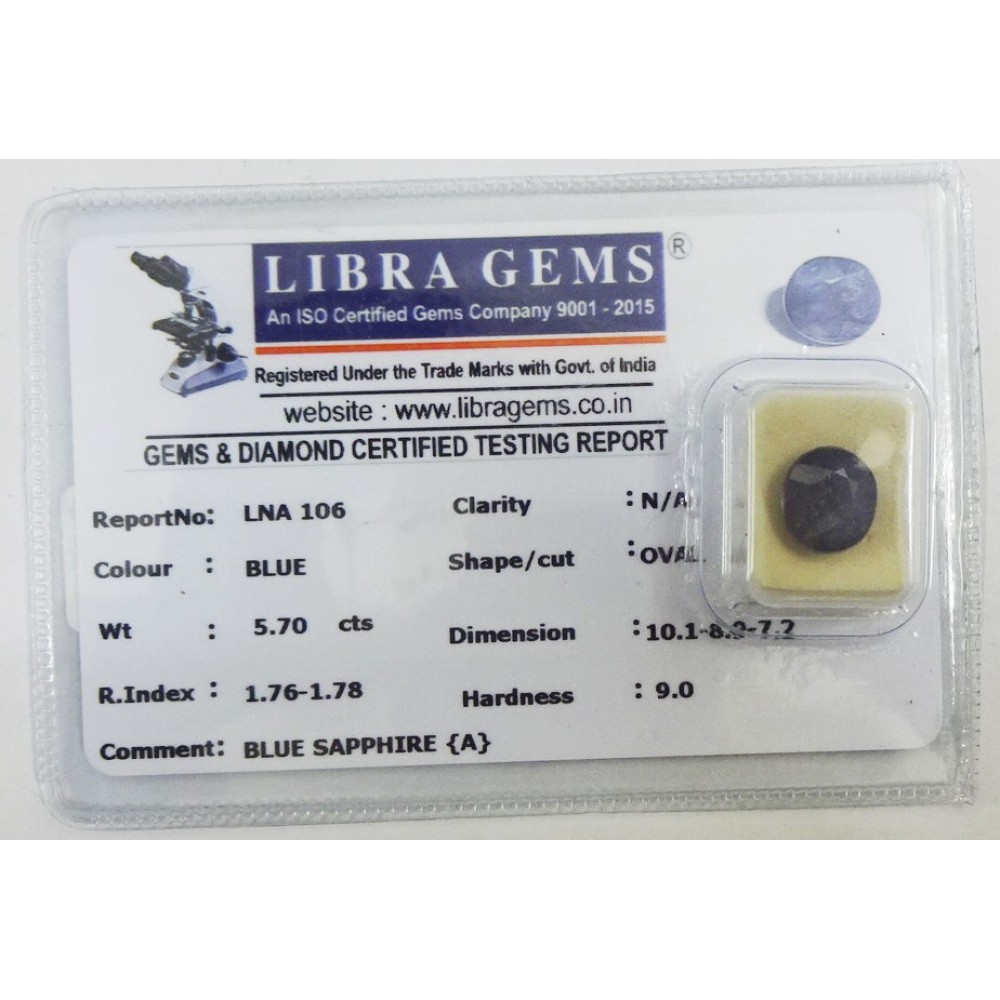 LIBRA GEMS ®
An ISO Certified Gems Company 9001 - 2015
Registered Under the Trade Marks with Govt. of India
website : www.libragems.co.in
GEMS & DIAMOND CERTIFIED TESTING REPORT
ReportNo: LNA 106 Clarity : N/A
Colour : BLUE Shape/cut : OVAL
Wt : 5.70 cts Dimension :
R.Index : 1.76-1.78 Hardness : 9.0
Comment: BLUE SAPPHIRE {A}